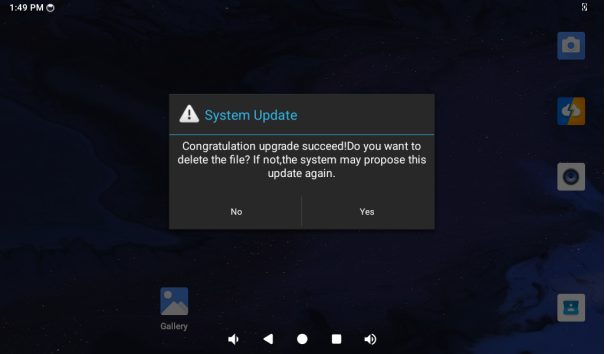 1:49 PM
System Update
Congratulation upgrade succeed!Do you want to
delete the file? If not,the system may propose this
update again.
No
Yes
Gallery